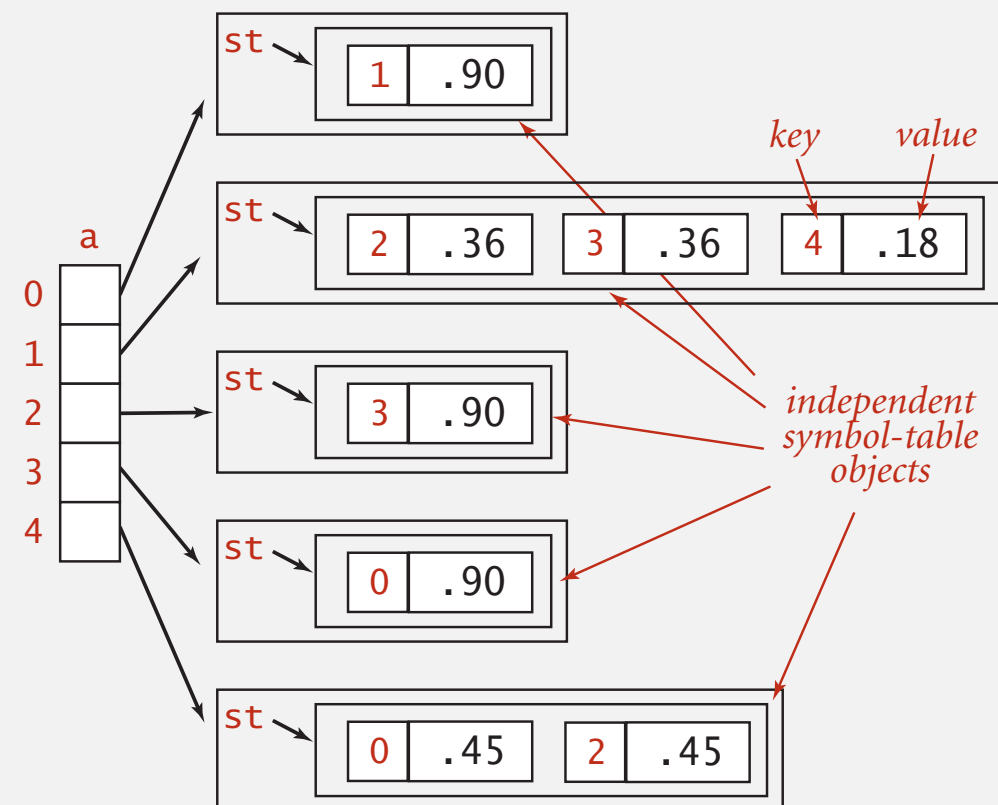 st
1 .90
key value
st
2 .36 3 .36 4 .18
a
0
1
2
3
4
st
3 .90
independent
symbol-table
objects
st
0 .90
st
0 .45 2 .45